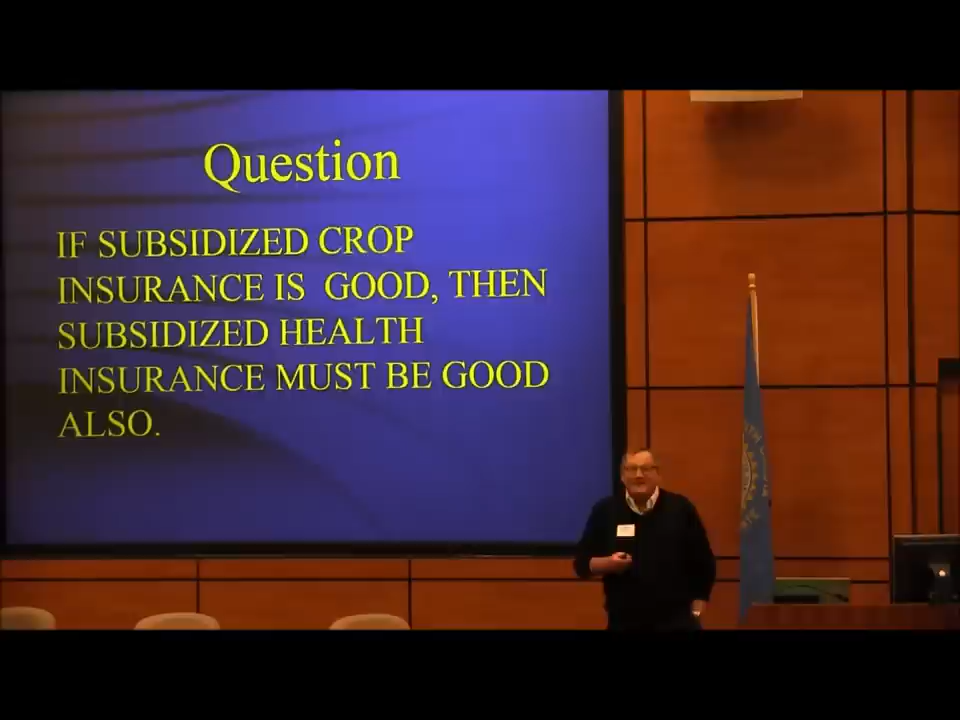 Question
IF SUBSIDIZED CROP
INSURANCE IS GOOD, THEN
SUBSIDIZED HEALTH
INSURANCE MUST BE GOOD
ALSO.